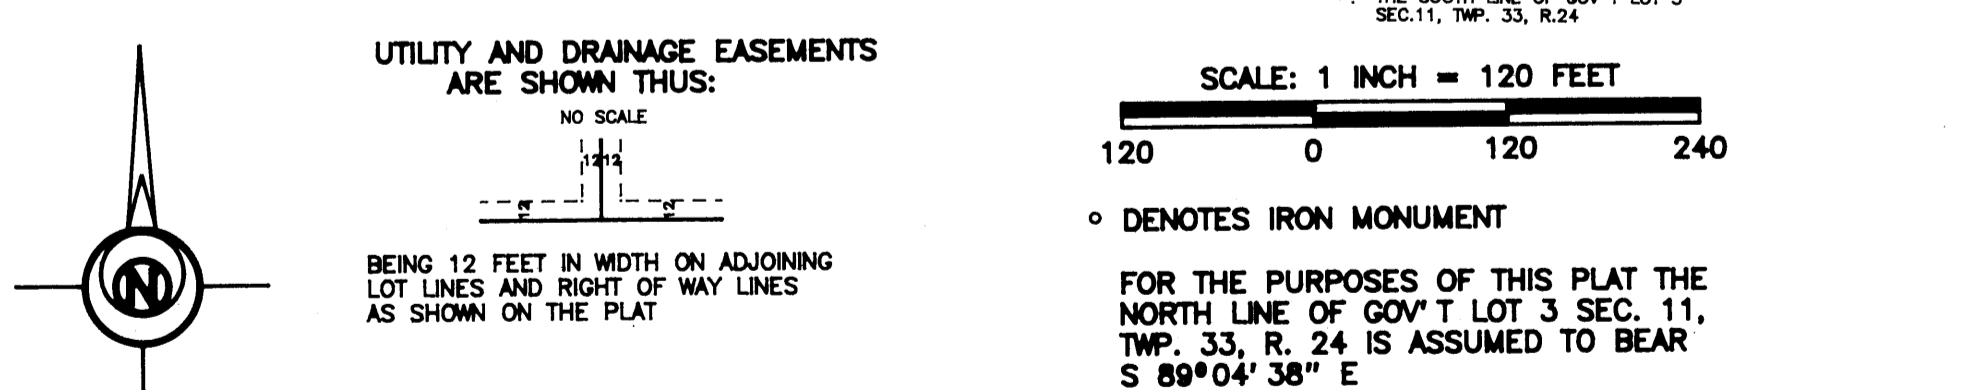 UTILITY AND DRAINAGE EASEMENTS
ARE SHOWN THUS:
NO SCALE
12 12
12 12
BEING 12 FEET IN WIDTH ON ADJOINING
LOT LINES AND RIGHT OF WAY LINES
AS SHOWN ON THE PLAT
N
SEC.11, TWP. 33, R.24
SCALE: 1 INCH = 120 FEET
120 0 120 240
DENOTES IRON MONUMENT
FOR THE PURPOSES OF THIS PLAT THE
NORTH LINE OF GOV'T LOT 3 SEC. 11,
TWP. 33, R. 24 IS ASSUMED TO BEAR
S 89°04'38" E